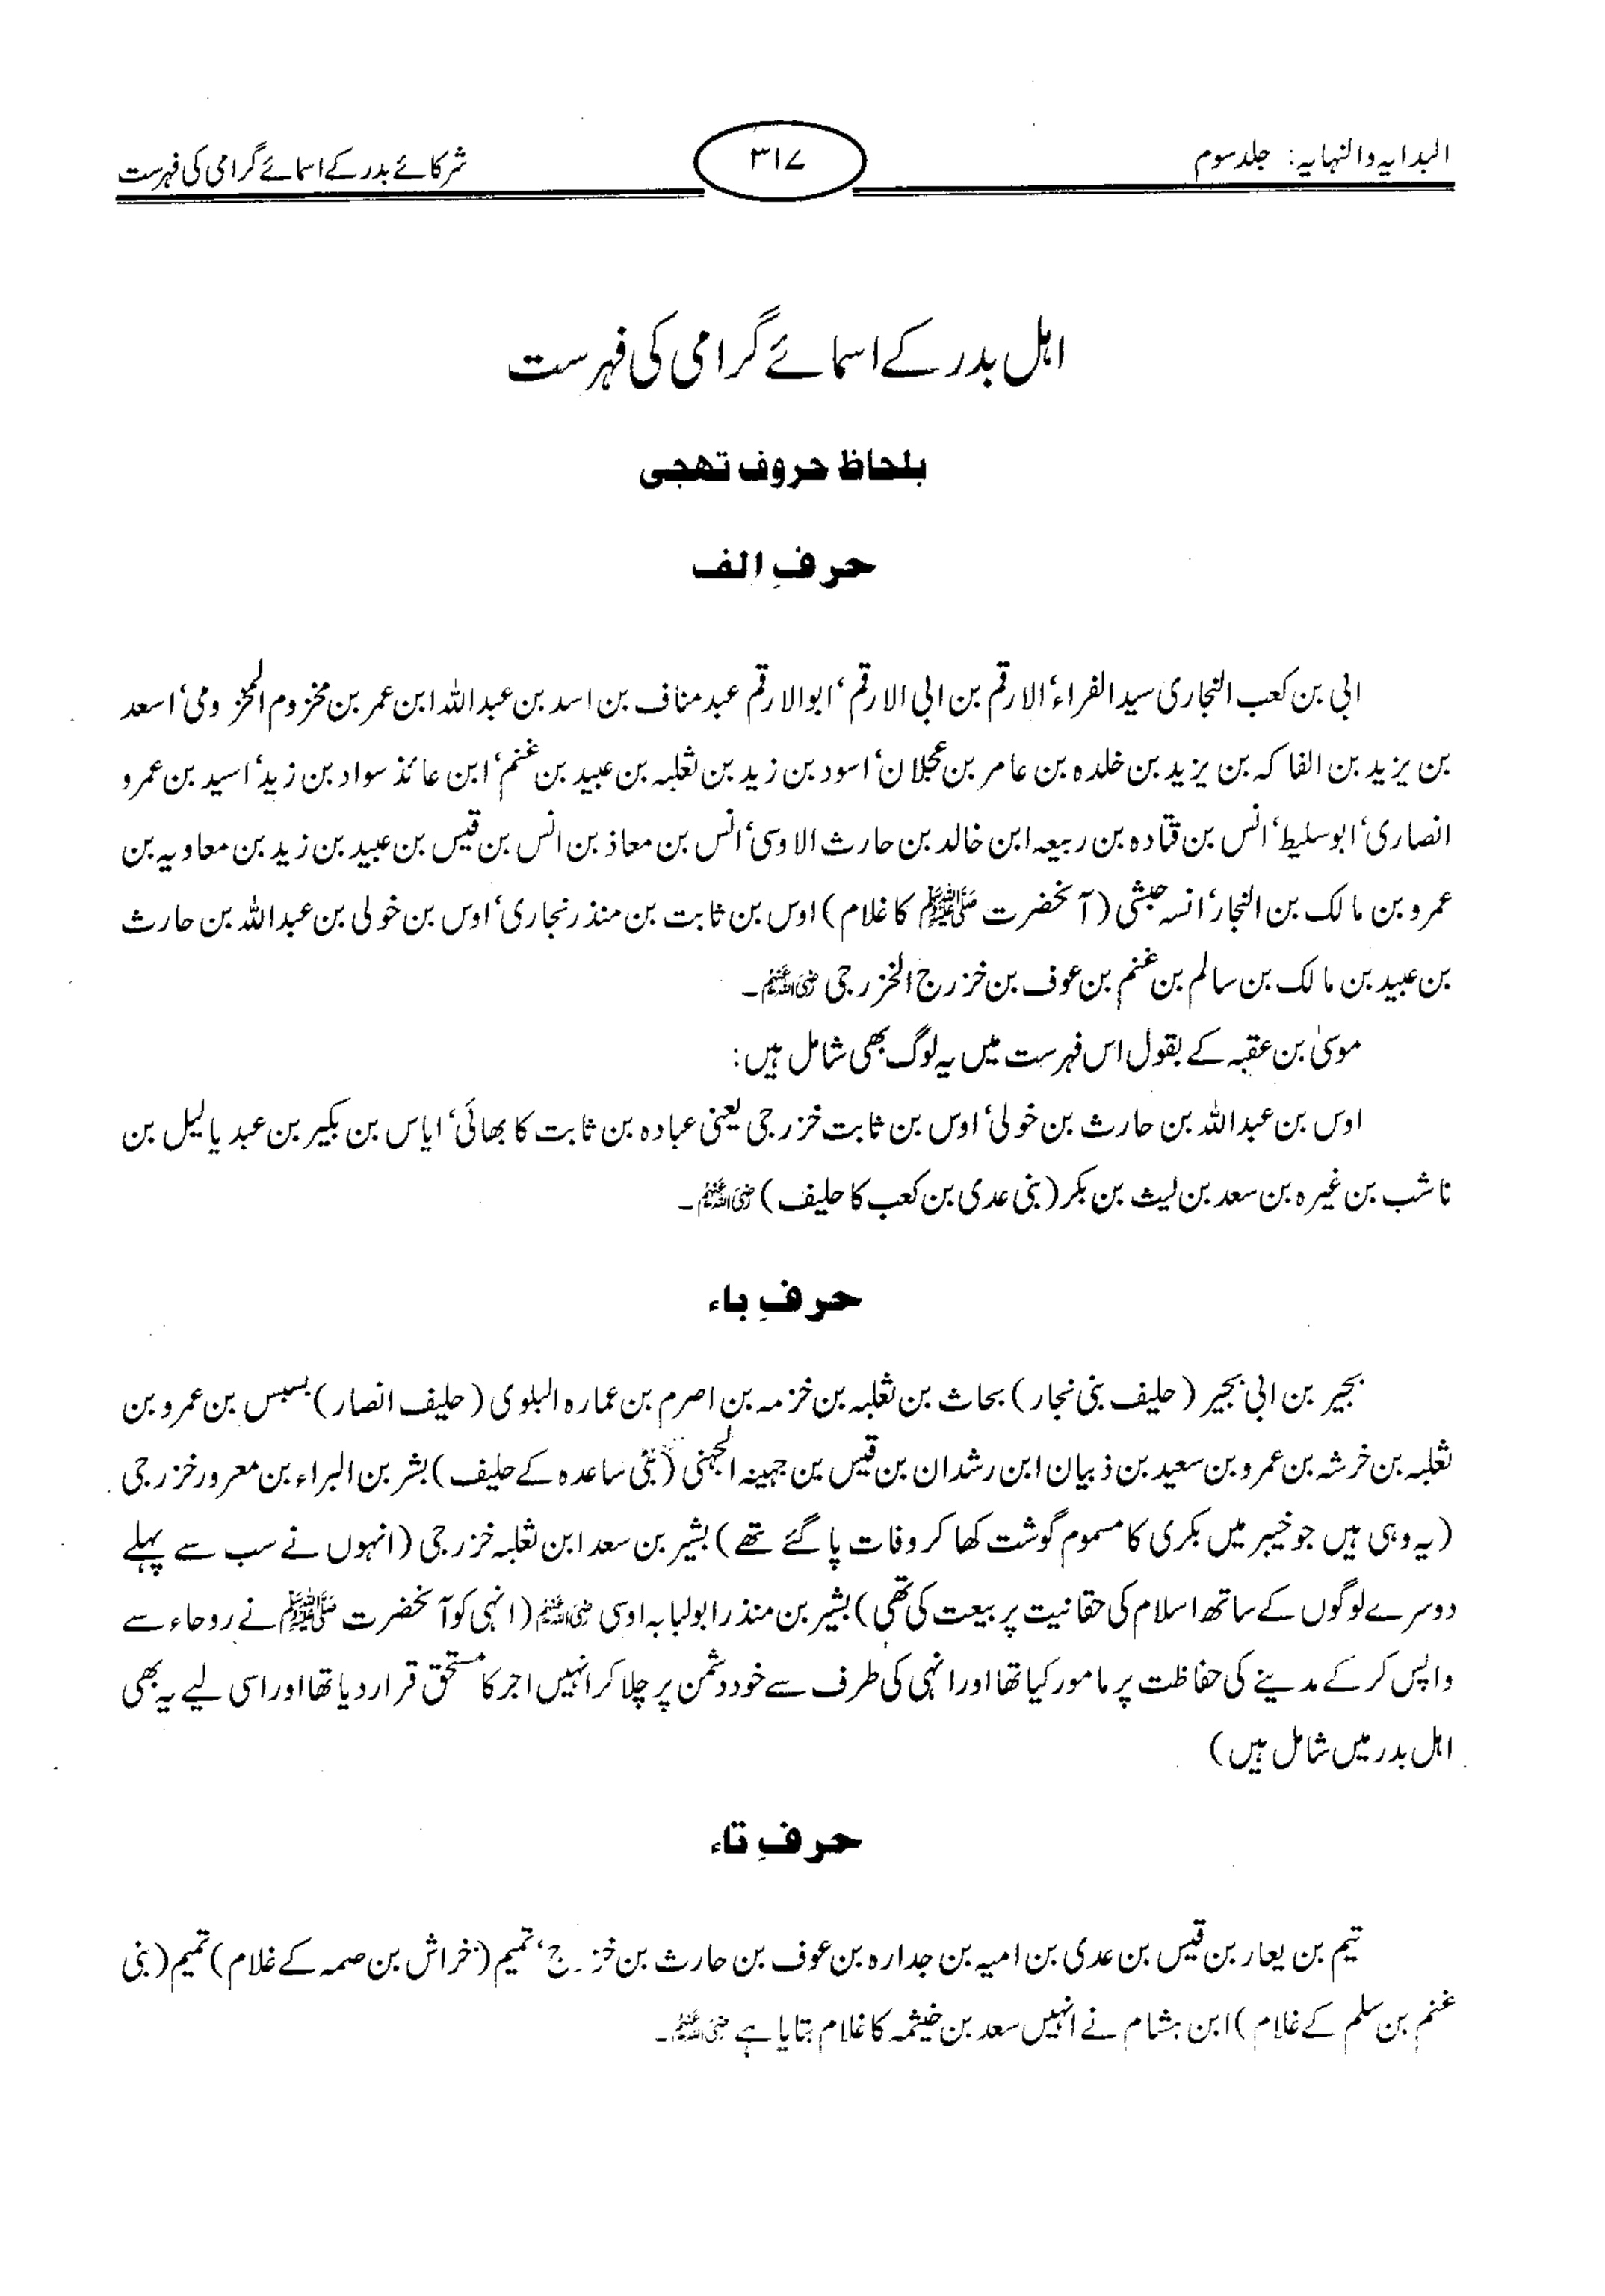 البدایہ والنہایہ: جلد سوم
۳۱۷
شرکائے بدر کے اسمائے گرامی کی فہرست
اہل بدر کے اسمائے گرامی کی فہرست
بلحاظ حروف تہجی
حرفِ الف
ابی بن کعب النجاری سید الفراء‘ الارقم بن ابی الارقم‘ ابوالارقم عبد مناف بن اسد بن عبداللہ ابن عمر بن مخزوم المخزومی‘ اسعد
بن یزید بن الفاکہ بن یزید بن خلدہ بن عامر بن عجلان‘ اسود بن زید بن ثعلبہ بن عبید بن غنم‘ ابن عائذ سواد بن زید‘ اسید بن عمرو
انصاری‘ ابوسلیط‘ انس بن قتادہ بن ربیعہ ابن خالد بن حارث الاوسی‘ انس بن معاذ بن انس بن قیس بن عبید بن زید بن معاویہ بن
عمرو بن مالک بن النجار‘ انسہ حبشی (آنحضرت ﷺ کا غلام) اوس بن ثابت بن منذر نجاری‘ اوس بن خولی بن عبداللہ بن حارث
بن عبید بن مالک بن سالم بن غنم بن عوف بن خزرج الخزرجی رضی اللہ عنہم۔
موسیٰ بن عقبہ کے بقول اس فہرست میں یہ لوگ بھی شامل ہیں:
اوس بن عبداللہ بن حارث بن خولی‘ اوس بن ثابت خزرجی یعنی عبادہ بن ثابت کا بھائی‘ ایاس بن بکیر بن عبد یالیل بن
ناشب بن غیرہ بن سعد بن لیث بن بکر (بنی عدی بن کعب کا حلیف) رضی اللہ عنہم۔
حرفِ باء
بجیر بن ابی بجیر (حلیف بنی نجار) بحاث بن ثعلبہ بن خزمہ بن اصرم بن عمارہ البلوی (حلیف انصار) بسبس بن عمرو بن
ثعلبہ بن خرشہ بن عمرو بن سعید بن ذبیان ابن رشدان بن قیس بن جہینہ الجہنی (بنی ساعدہ کے حلیف) بشر بن البراء بن معرور خزرجی
(یہ وہی ہیں جو خیبر میں بکری کا مسموم گوشت کھا کر وفات پا گئے تھے) بشیر بن سعد ابن ثعلبہ خزرجی (انہوں نے سب سے پہلے
دوسرے لوگوں کے ساتھ اسلام کی حقانیت پر بیعت کی تھی) بشیر بن منذر ابولبابہ اوسی رضی اللہ عنہم (انہی کو آنحضرت ﷺ نے روحاء سے
واپس کر کے مدینے کی حفاظت پر مامور کیا تھا اور انہی کی طرف سے خود دشمن پر چلا کر انہیں اجر کا مستحق قرار دیا تھا اور اسی لیے یہ بھی
اہل بدر میں شامل ہیں)
حرفِ تاء
تیم بن یعار بن قیس بن عدی بن امیہ بن جدارہ بن عوف بن حارث بن خزرج‘ تمیم (خراش بن صمہ کے غلام) تمیم (بنی
غنم بن سلم کے غلام) ابن ہشام نے انہیں سعد بن خیثمہ کا غلام بتایا ہے رضی اللہ عنہم۔